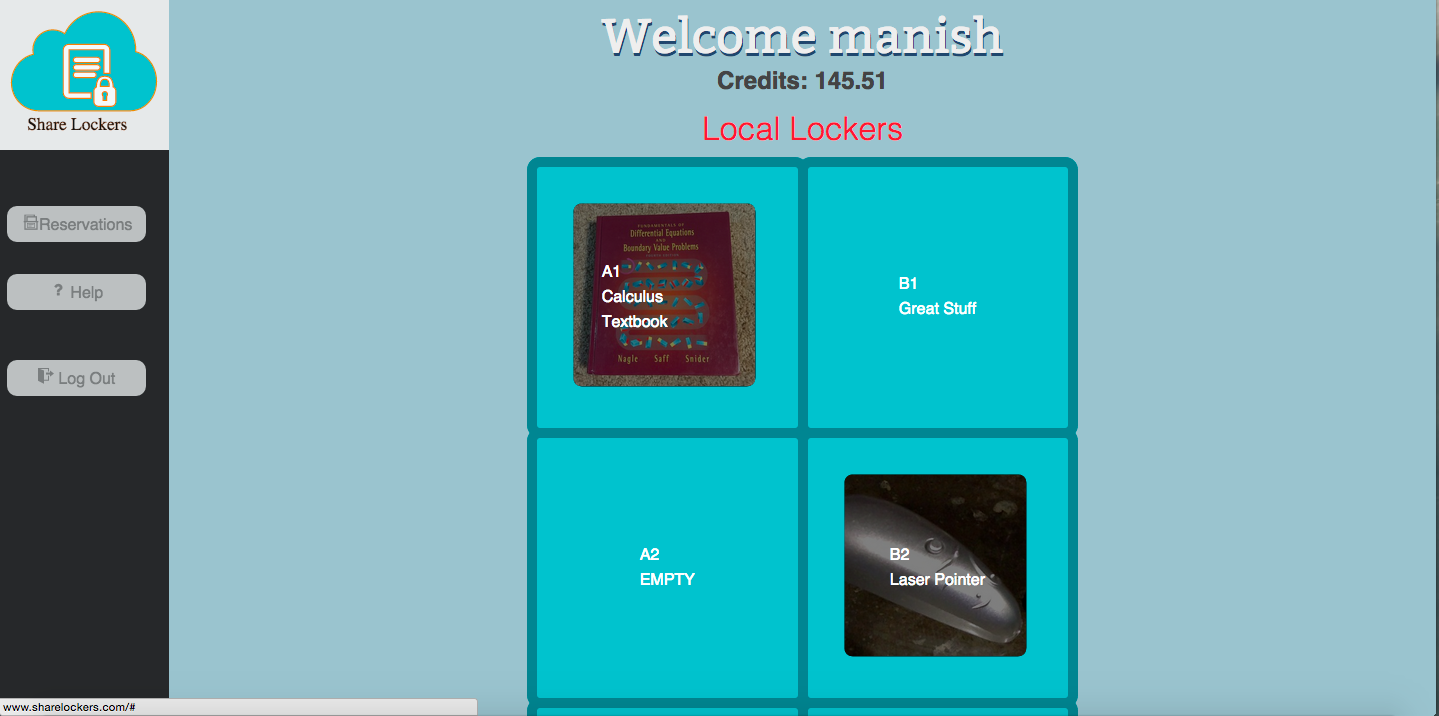 Share Lockers
Reservations
? Help
Log Out
Welcome manish
Credits: 145.51
Local Lockers
FUNDAMENTALS OF
Differential Equations
AND
Boundary Value Problems
FOURTH EDITION
A1
Calculus
Textbook
Nagle Saff Snider
B1
Great Stuff
A2
EMPTY
B2
Laser Pointer
www.sharelockers.com/#